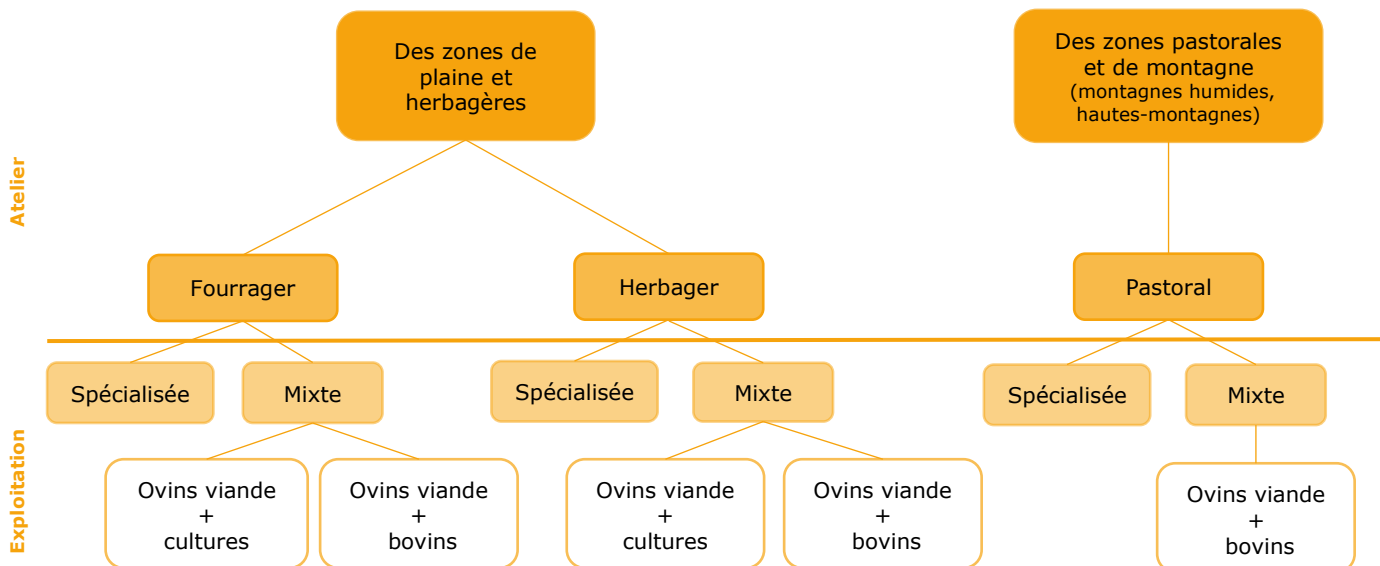 Des zones de
plaine et
herbagères
Des zones pastorales
et de montagne
(montagnes humides,
hautes-montagnes)
Atelier
Fourrager
Herbager
Pastoral
Spécialisée
Mixte
Spécialisée
Mixte
Spécialisée
Mixte
Exploitation
Ovins viande
+
cultures
Ovins viande
+
bovins
Ovins viande
+
cultures
Ovins viande
+
bovins
Ovins viande
+
bovins